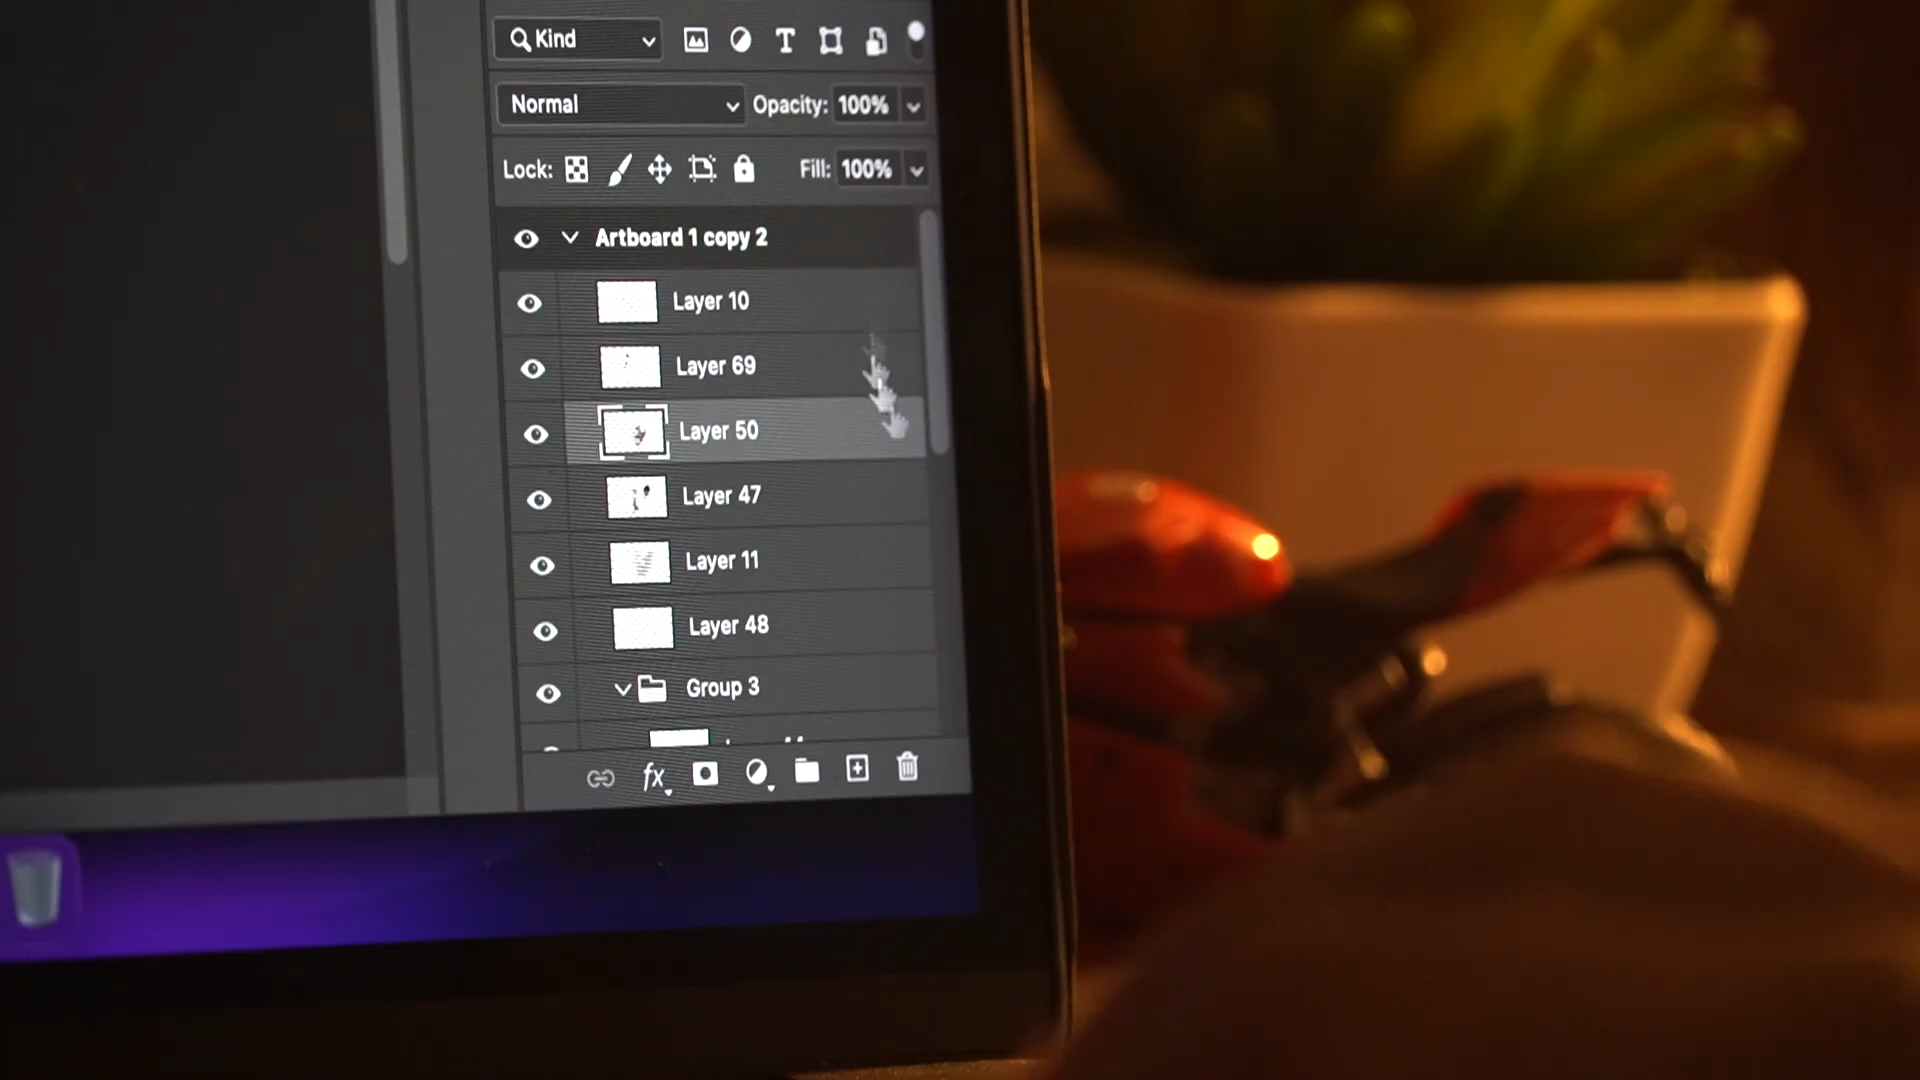 Kind
Normal Opacity: 100%
Lock: Fill: 100%
Artboard 1 copy 2
Layer 10
Layer 69
Layer 50
Layer 47
Layer 11
Layer 48
Group 3
fx